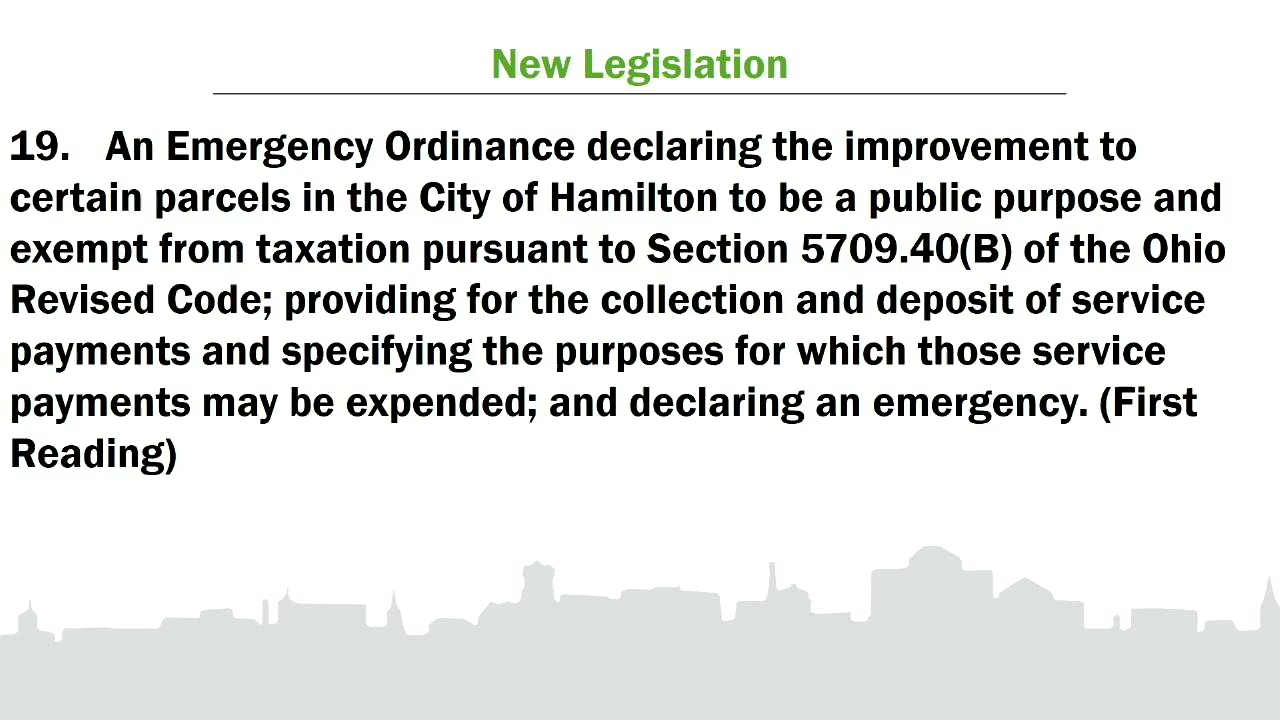 New Legislation
19. An Emergency Ordinance declaring the improvement to
certain parcels in the City of Hamilton to be a public purpose and
exempt from taxation pursuant to Section 5709.40(B) of the Ohio
Revised Code; providing for the collection and deposit of service
payments and specifying the purposes for which those service
payments may be expended; and declaring an emergency. (First
Reading)